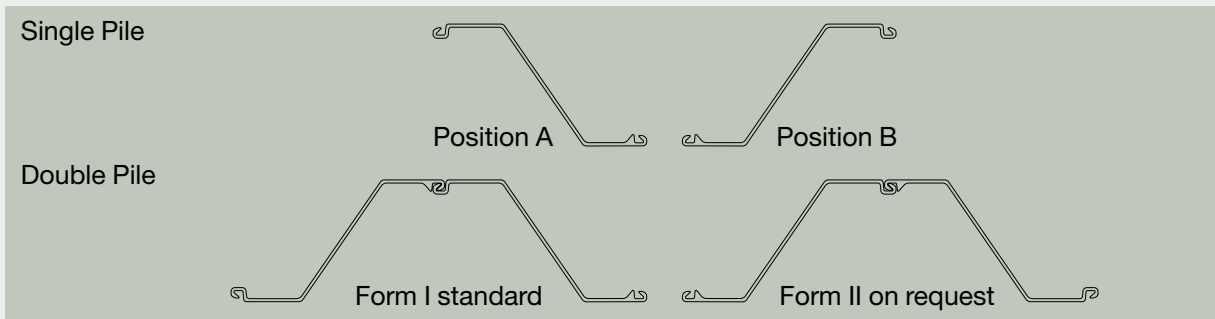 Single Pile
Position A
Position B
Double Pile
Form I standard
Form II on request